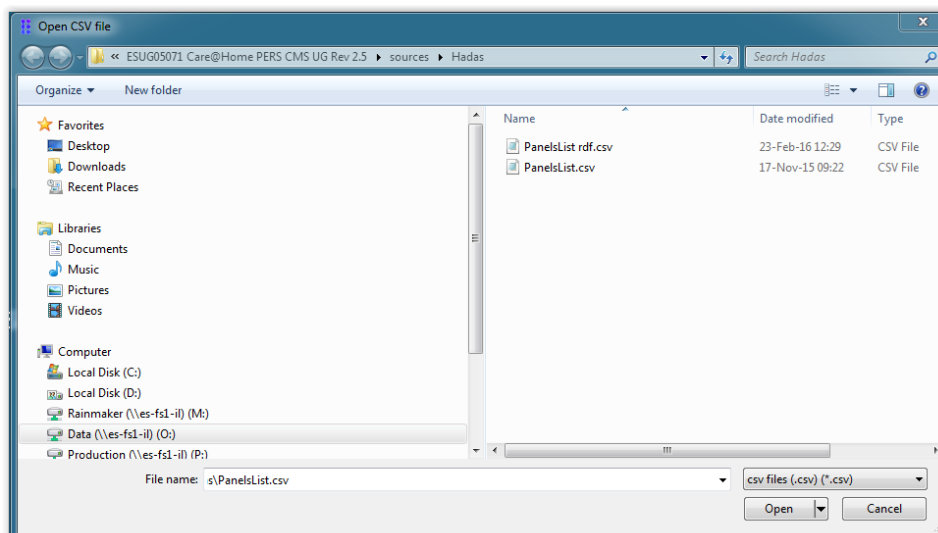 Open CSV file
« ESUG05071 Care@Home PERS CMS UG Rev 2.5 sources Hadas
Search Hadas
Organize New folder
Favorites
Desktop
Downloads
Recent Places
Libraries
Documents
Music
Pictures
Videos
Computer
Local Disk (C:)
Local Disk (D:)
Rainmaker (\\es-fs1-il) (M:)
Data (\\es-fs1-il) (O:)
Production (\\es-fs1-il) (P:)
Name Date modified Type
PanelsList rdf.csv 23-Feb-16 12:29 CSV File
PanelsList.csv 17-Nov-15 09:22 CSV File
File name: s\PanelsList.csv csv files (.csv) (*.csv)
Open Cancel